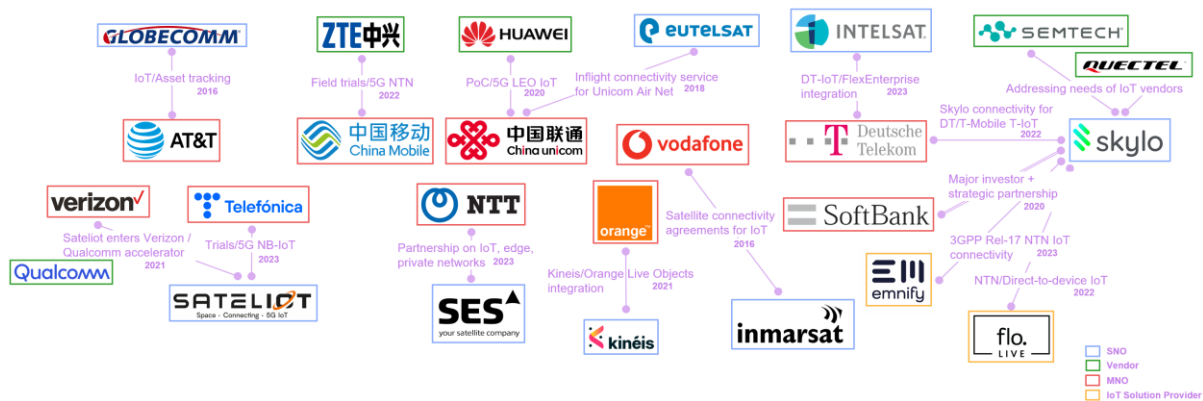 GLOBECOMM®
IoT/Asset tracking
2016
AT&T
ZTE中兴
Field trials/5G NTN
2022
中国移动
China Mobile
HUAWEI
PoC/5G LEO IoT
2020
中国联通
China unicom
eutelsat
Inflight connectivity service
for Unicom Air Net
2018
INTELSAT
DT-IoT/FlexEnterprise
integration
2023
T
Deutsche
Telekom
SEMTECH®
QUECTEL
Addressing needs of IoT vendors
skylo
Skylo connectivity for
DT/T-Mobile T-IoT
2022
vodafone
Satellite connectivity
agreements for IoT
2016
inmarsat
verizon✓
Sateliot enters Verizon /
Qualcomm accelerator
2021
Qualcomm
Telefónica
Trials/5G NB-IoT
2023
SATELIOT
Space - Connecting - 5G IoT
NTT
Partnership on IoT, edge,
private networks
2023
SES
your satellite company
orange™
Kineis/Orange Live Objects
integration
2021
kinéis
SoftBank
Major investor +
strategic partnership
2020
3GPP Rel-17 NTN IoT
connectivity
2023
emnify
NTN/Direct-to-device IoT
2022
flo.
LIVE
SNO
Vendor
MNO
IoT Solution Provider